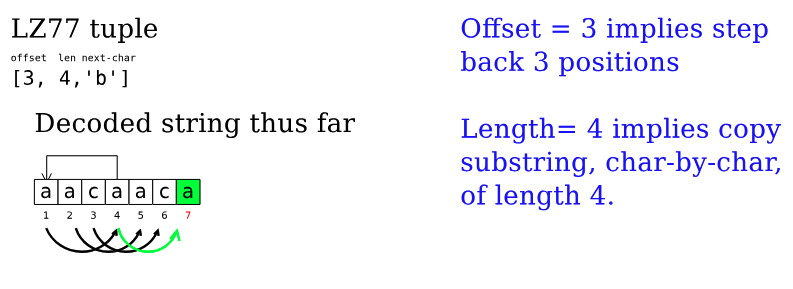 LZ77 tuple
offset len next-char
[3, 4,'b']
Decoded string thus far
a a c a a c a
1 2 3 4 5 6 7
Offset = 3 implies step
back 3 positions
Length= 4 implies copy
substring, char-by-char,
of length 4.